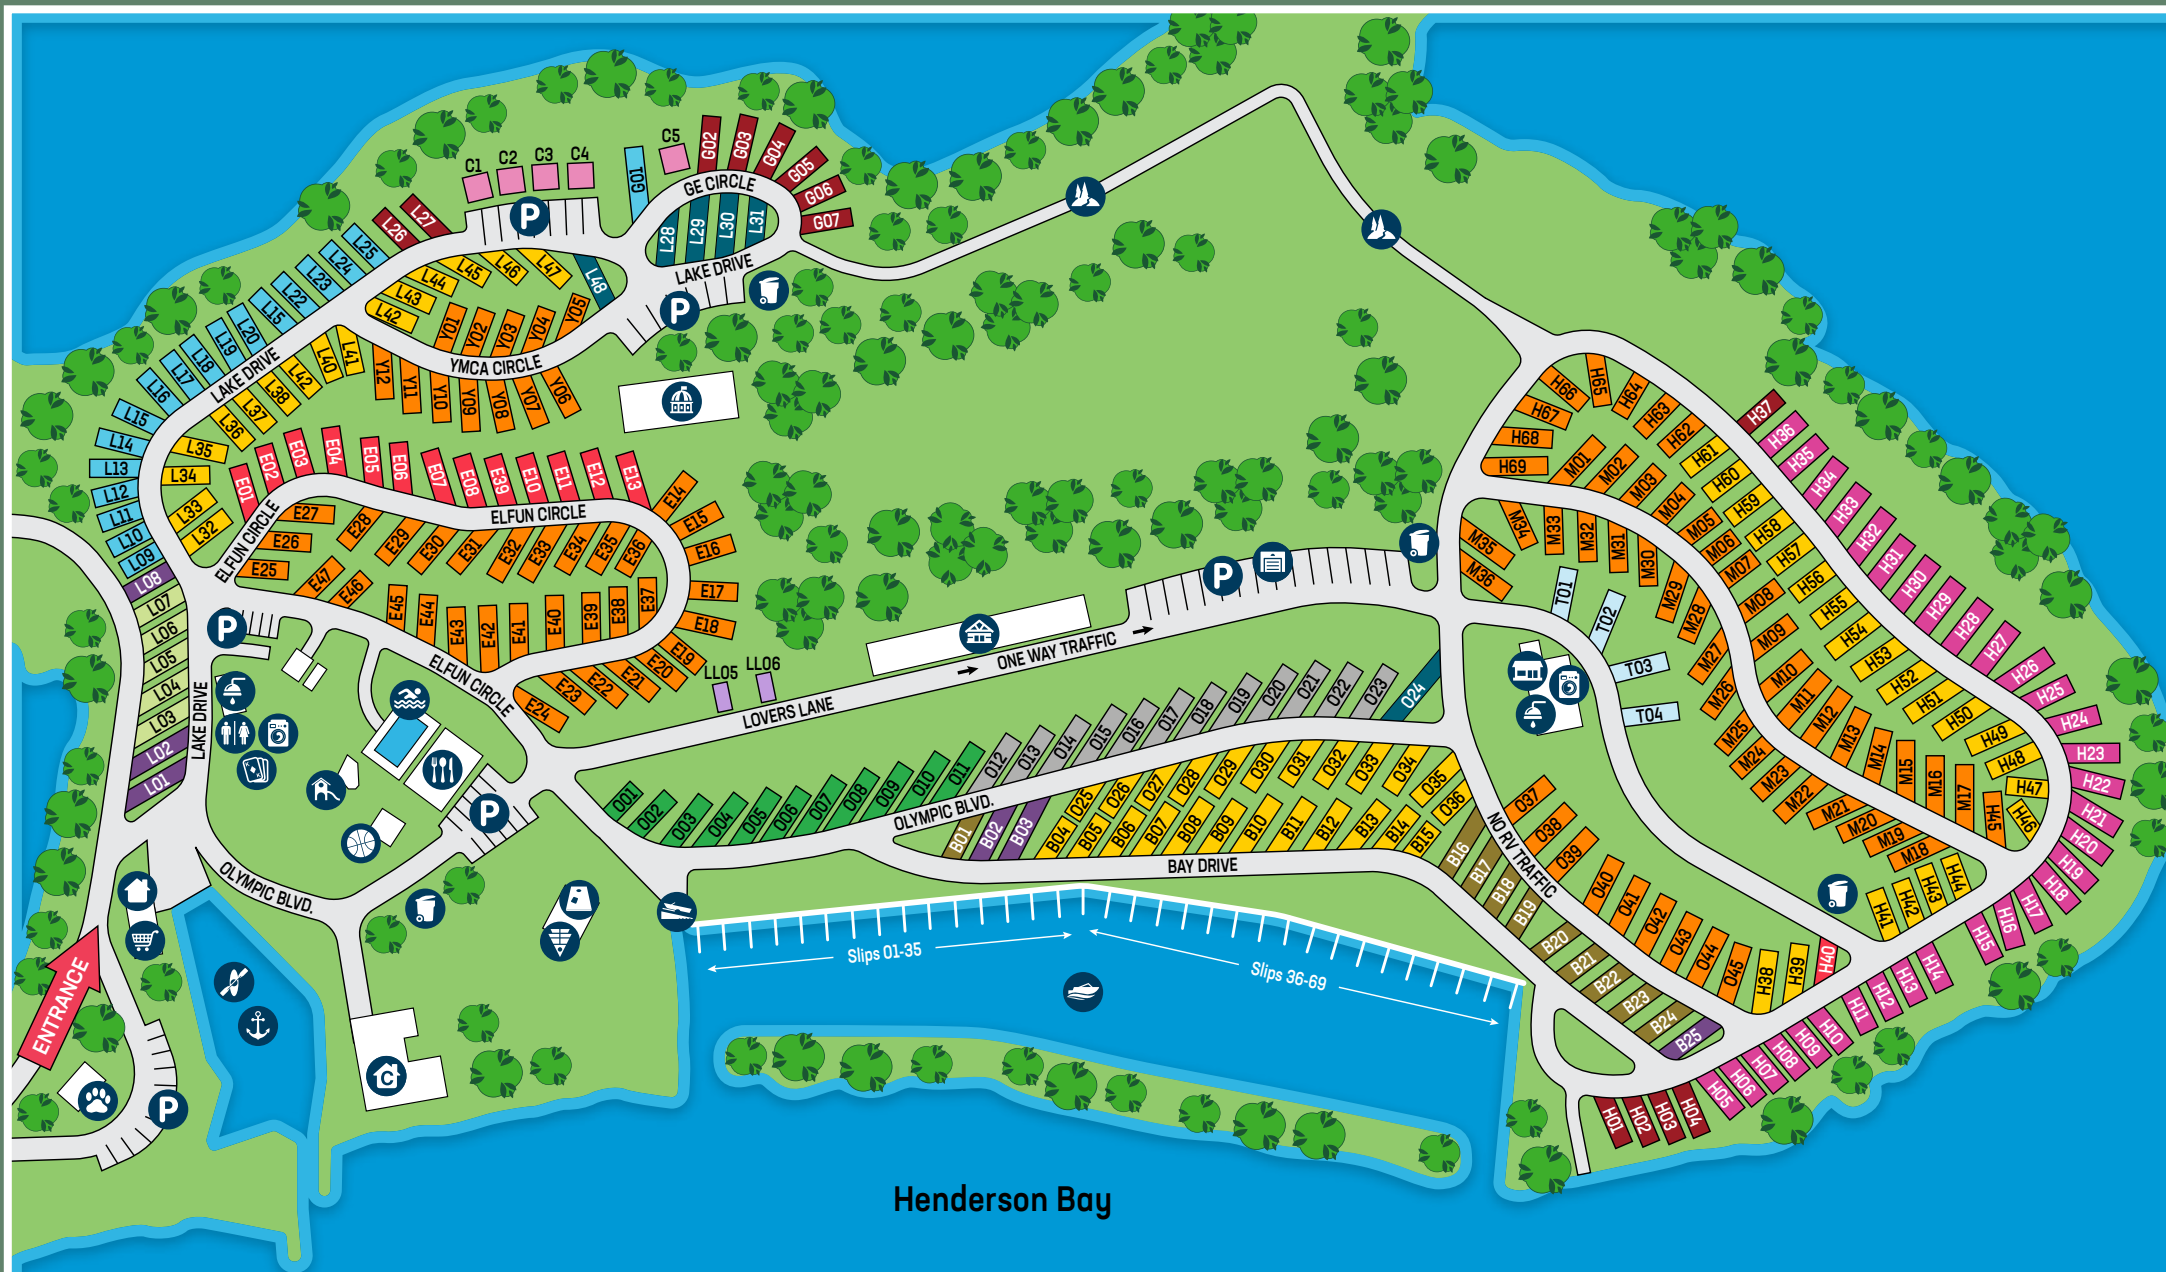 C1
C2
C3
C4
C5
G01
G02
G03
G04
G05
G06
G07
GE CIRCLE
L28
L29
L30
L31
LAKE DRIVE
P
P
L27
L26
L25
L24
L23
L22
L15
L20
L19
L18
L17
L16
L15
L14
L13
L12
L11
L10
L09
L08
L07
L06
L05
L04
L03
L02
L01
LAKE DRIVE
L44
L45
L46
L47
L48
L43
L42
Y01
Y02
Y03
Y04
Y05
YMCA CIRCLE
Y12
Y11
Y10
Y09
Y08
Y07
Y06
L41
L40
L42
L38
L37
L36
L35
L34
L33
L32
E01
E02
E03
E04
E05
E06
E07
E08
E39
E10
E11
E12
E13
E14
E15
E16
E17
E18
E19
E20
E21
E22
E23
E24
ELFUN CIRCLE
ELFUN CIRCLE
ELFUN CIRCLE
E27
E26
E25
E28
E29
E30
E31
E32
E33
E34
E35
E36
E47
E46
E45
E44
E43
E42
E41
E40
E39
E38
E37
LL05
LL06
LOVERS LANE
ONE WAY TRAFFIC
P
P
LAKE DRIVE
P
OLYMPIC BLVD.
ENTRANCE
P
C
O01
O02
O03
O04
O05
O06
O07
O08
O09
O10
O11
O12
O13
O14
O15
O16
O17
O18
O19
O20
O21
O22
O23
O24
OLYMPIC BLVD.
O25
O26
O27
O28
O29
O30
O31
O32
O33
O34
O35
O36
B01
B02
B03
B04
B05
B06
B07
B08
B09
B10
B11
B12
B13
B14
B15
B16
B17
B18
B19
B20
B21
B22
B23
B24
B25
BAY DRIVE
NO RV TRAFFIC
O37
O38
O39
O40
O41
O42
O43
O44
O45
H38
H39
H40
H41
H42
H43
H44
H45
H46
H47
H48
H49
H50
H51
H52
H53
H54
H55
H56
H57
H58
H59
H60
H61
H62
H63
H64
H65
H66
H67
H68
H69
M01
M02
M03
M04
M05
M06
M07
M08
M09
M10
M11
M12
M13
M14
M15
M16
M17
M18
M19
M20
M21
M22
M23
M24
M25
M26
M27
M28
M29
M30
M31
M32
M33
M34
M35
M36
T01
T02
T03
T04
H37
H36
H35
H34
H33
H32
H31
H30
H29
H28
H27
H26
H25
H24
H23
H22
H21
H20
H19
H18
H17
H16
H15
H14
H13
H12
H11
H10
H09
H08
H07
H06
H05
H04
H03
H02
H01
Slips 01-35
Slips 36-69
Henderson Bay